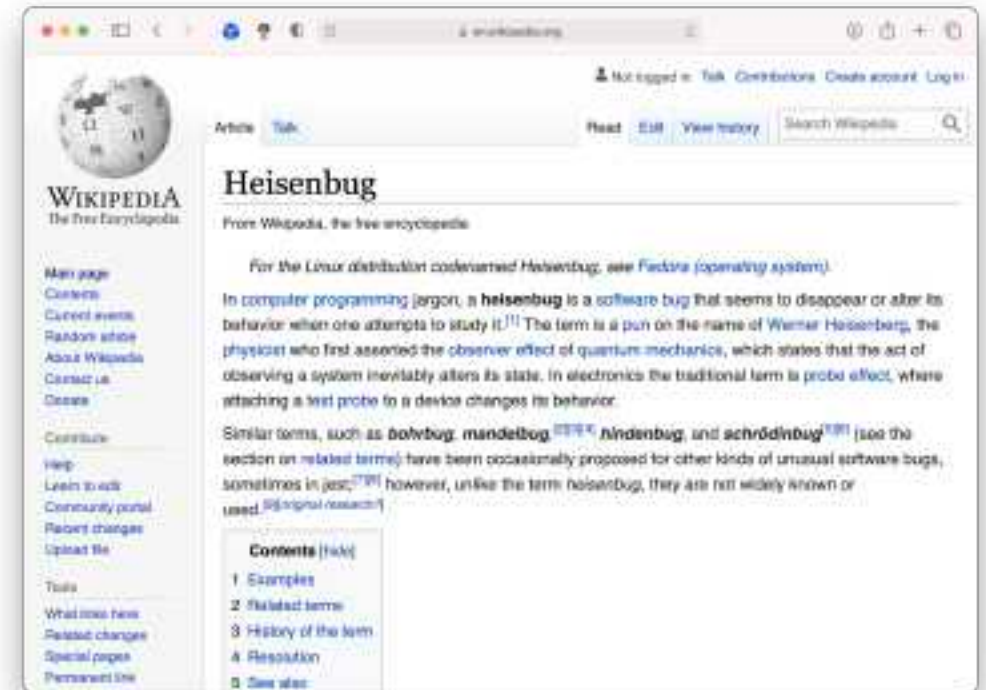 Not logged in Talk Contributions Create account Log in
Article Talk
Read Edit View history Search Wikipedia
WIKIPEDIA
The Free Encyclopedia
Main page
Contents
Current events
Random article
About Wikipedia
Contact us
Donate
Contribute
Help
Learn to edit
Community portal
Recent changes
Upload file
Tools
What links here
Related changes
Special pages
Permanent link
Heisenbug
From Wikipedia, the free encyclopedia
For the Linux distribution codenamed Heisenbug, see Fedora (operating system).
In computer programming jargon, a heisenbug is a software bug that seems to disappear or alter its
behavior when one attempts to study it.[1] The term is a pun on the name of Werner Heisenberg, the
physicist who first asserted the observer effect of quantum mechanics, which states that the act of
observing a system inevitably alters its state. In electronics the traditional term is probe effect, where
attaching a test probe to a device changes its behavior.
Similar terms, such as bohrbug, mandelbug, hindenbug, and schrödinbug (see the
section on related terms) have been occasionally proposed for other kinds of unusual software bugs,
sometimes in jest; however, unlike the term heisenbug, they are not widely known or
used. [original research?]
Contents [hide]
1 Examples
2 Related terms
3 History of the term
4 Resolution
5 See also